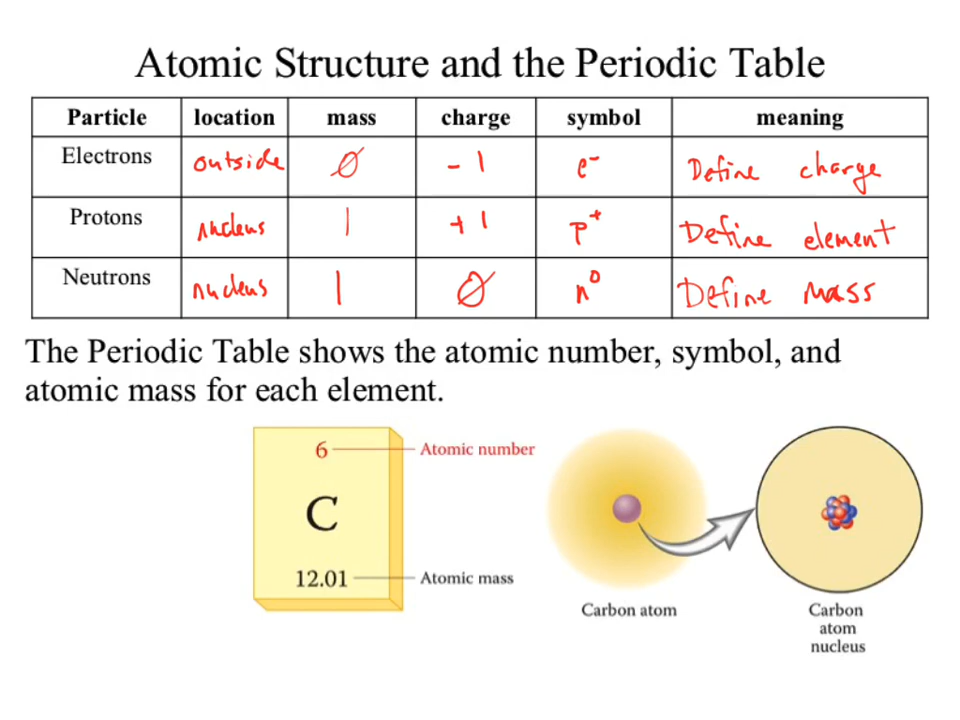 Atomic Structure and the Periodic Table
Particle location mass charge symbol meaning
Electrons outside 0 -1 e⁻ Define charge
Protons nucleus 1 +1 p⁺ Define element
Neutrons nucleus 1 0 n⁰ Define mass
The Periodic Table shows the atomic number, symbol, and
atomic mass for each element.
6 Atomic number
C
12.01 Atomic mass
Carbon atom
Carbon
atom
nucleus